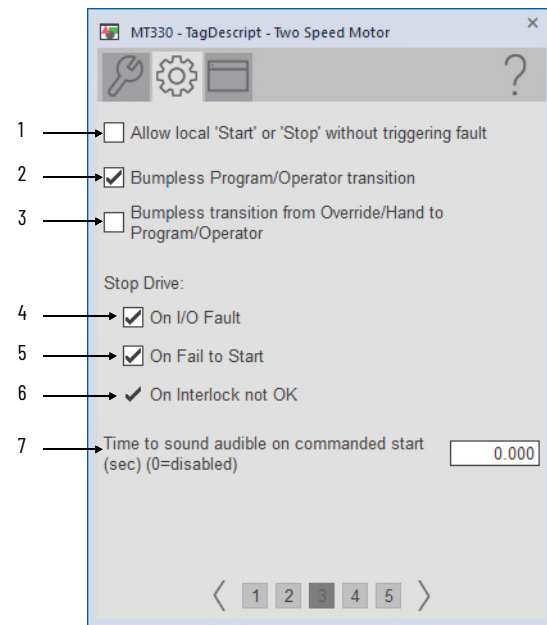 MT330 - TagDescript - Two Speed Motor
×
?
1
Allow local 'Start' or 'Stop' without triggering fault
2
Bumpless Program/Operator transition
3
Bumpless transition from Override/Hand to
Program/Operator
Stop Drive:
4
On I/O Fault
5
On Fail to Start
6
On Interlock not OK
7
Time to sound audible on commanded start
(sec) (0=disabled)
0.000
1 2 3 4 5